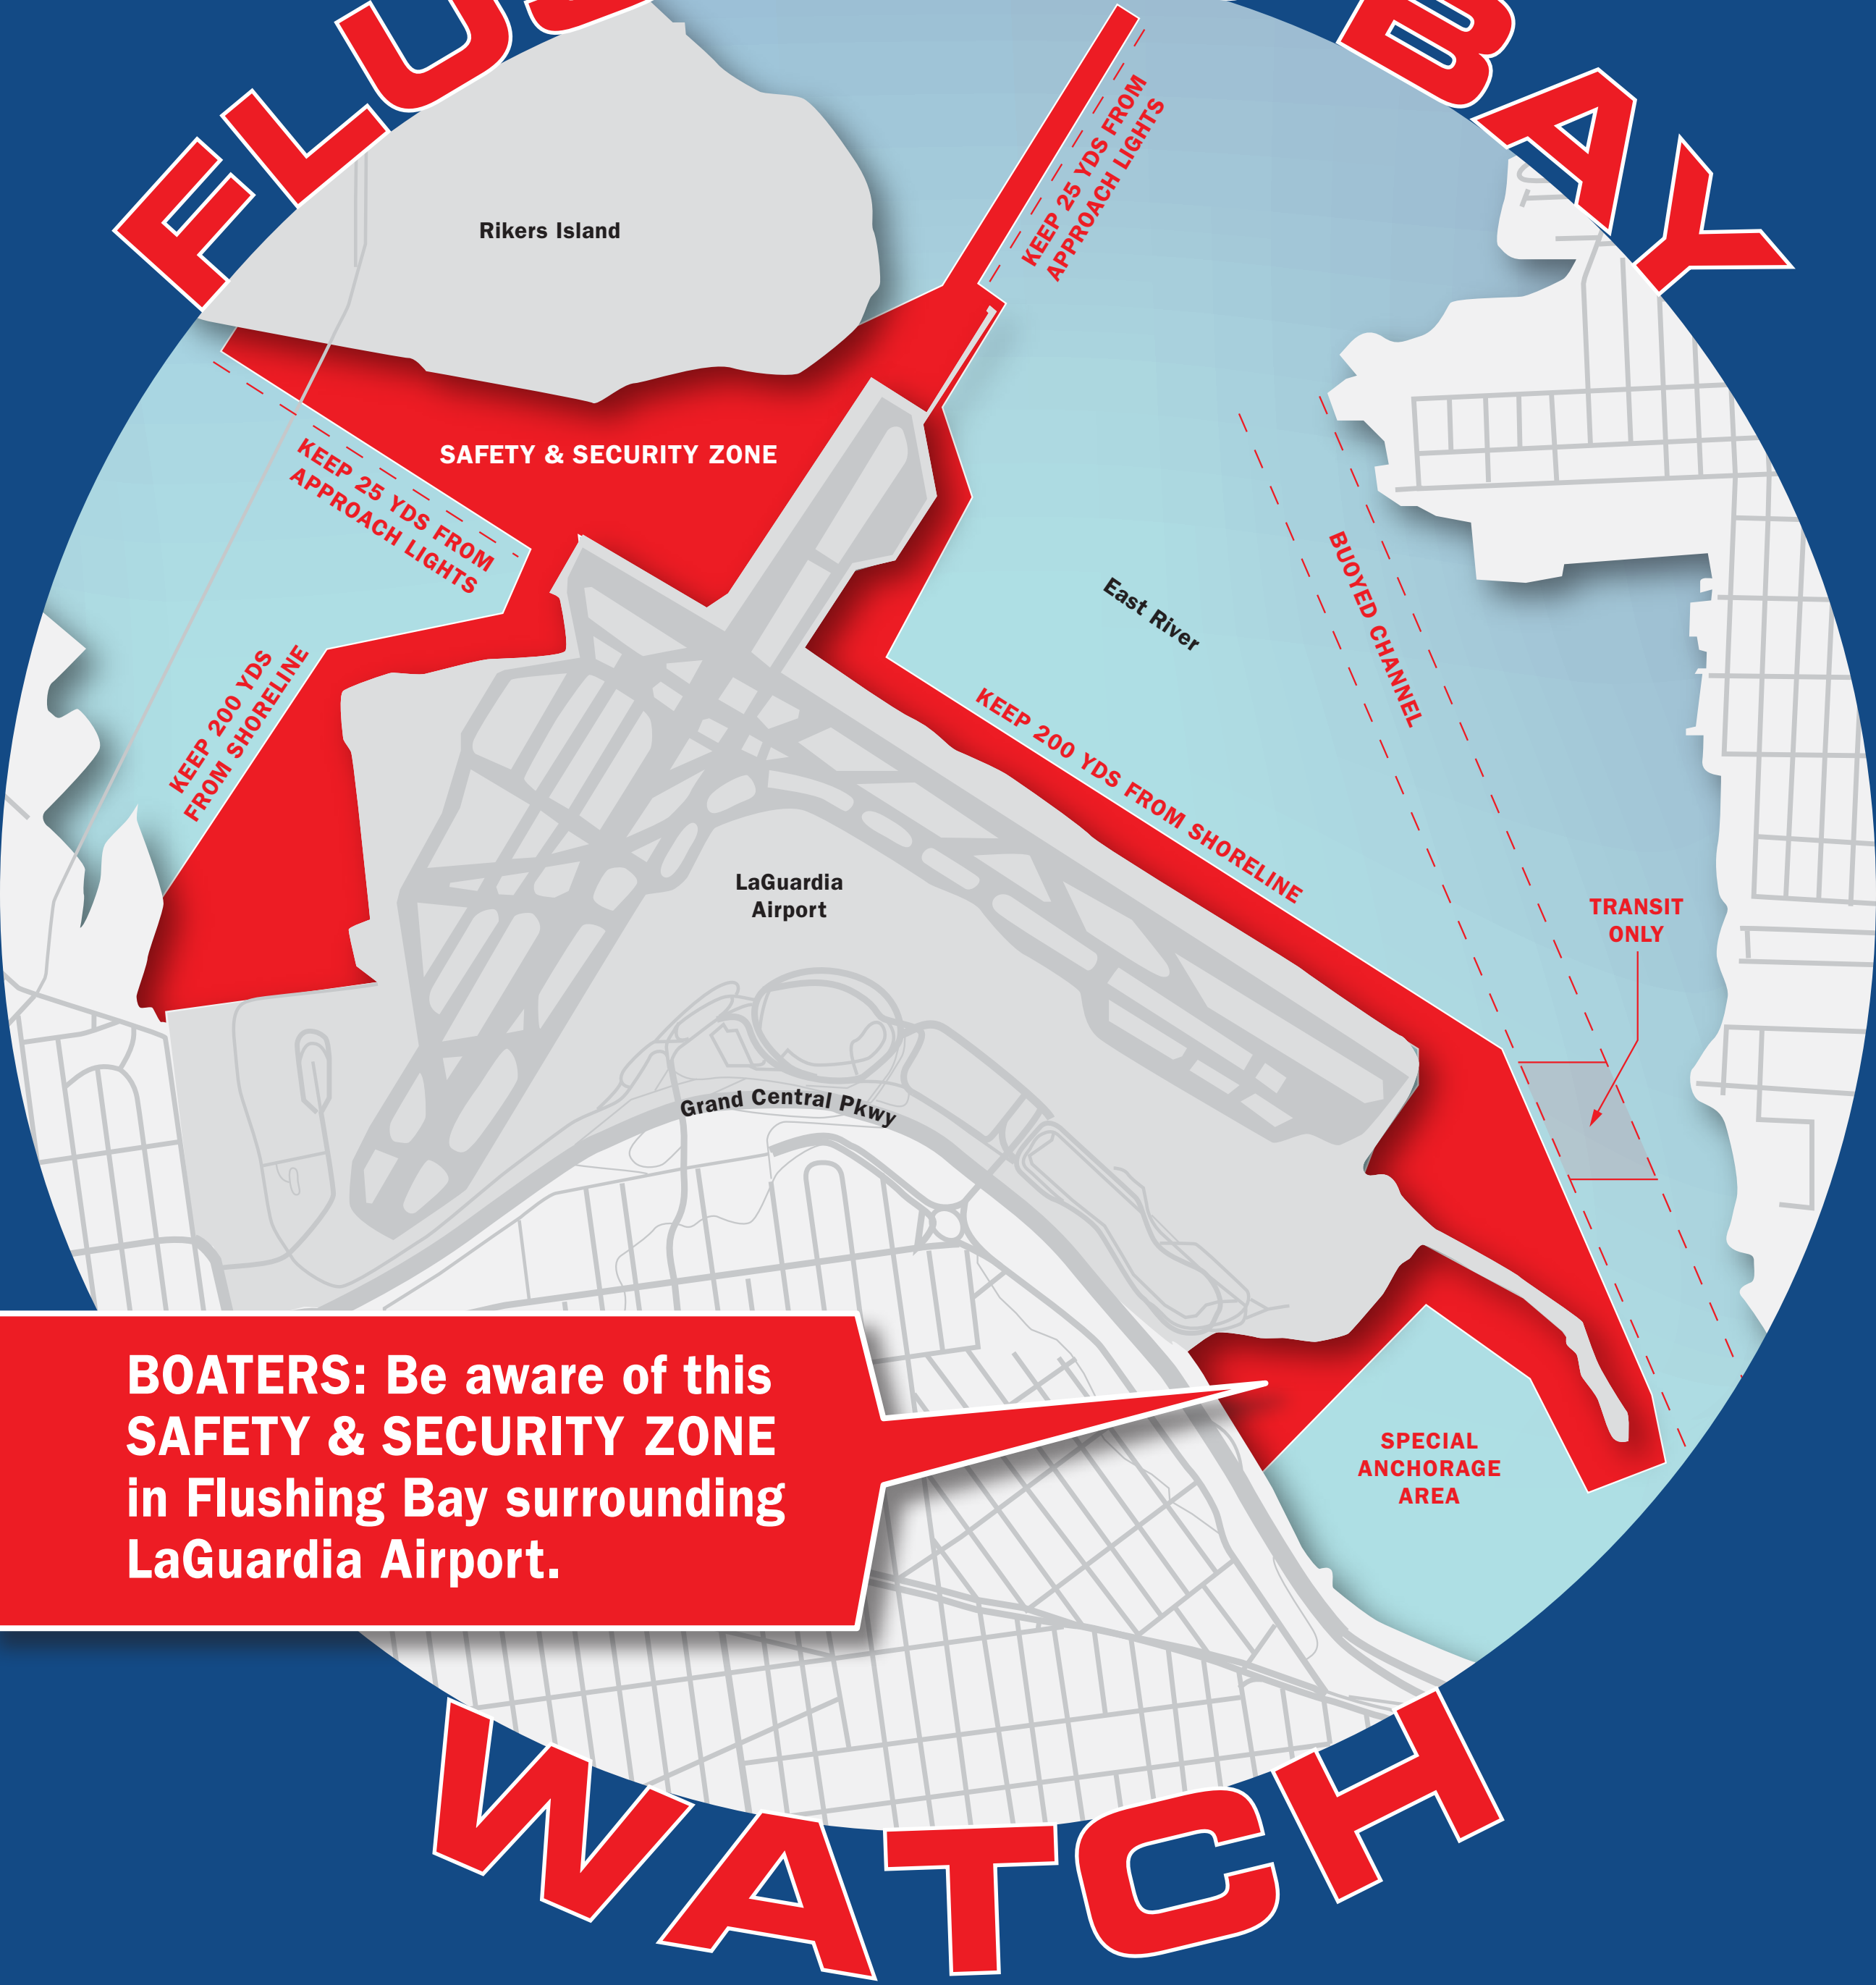 BAY
Rikers Island
KEEP 25 YDS FROM
APPROACH LIGHTS
SAFETY & SECURITY ZONE
KEEP 25 YDS FROM
APPROACH LIGHTS
BUOYED CHANNEL
East River
KEEP 200 YDS
FROM SHORELINE
KEEP 200 YDS FROM SHORELINE
LaGuardia
Airport
TRANSIT
ONLY
Grand Central Pkwy
BOATERS: Be aware of this
SAFETY & SECURITY ZONE
in Flushing Bay surrounding
LaGuardia Airport.
SPECIAL
ANCHORAGE
AREA
WATCH